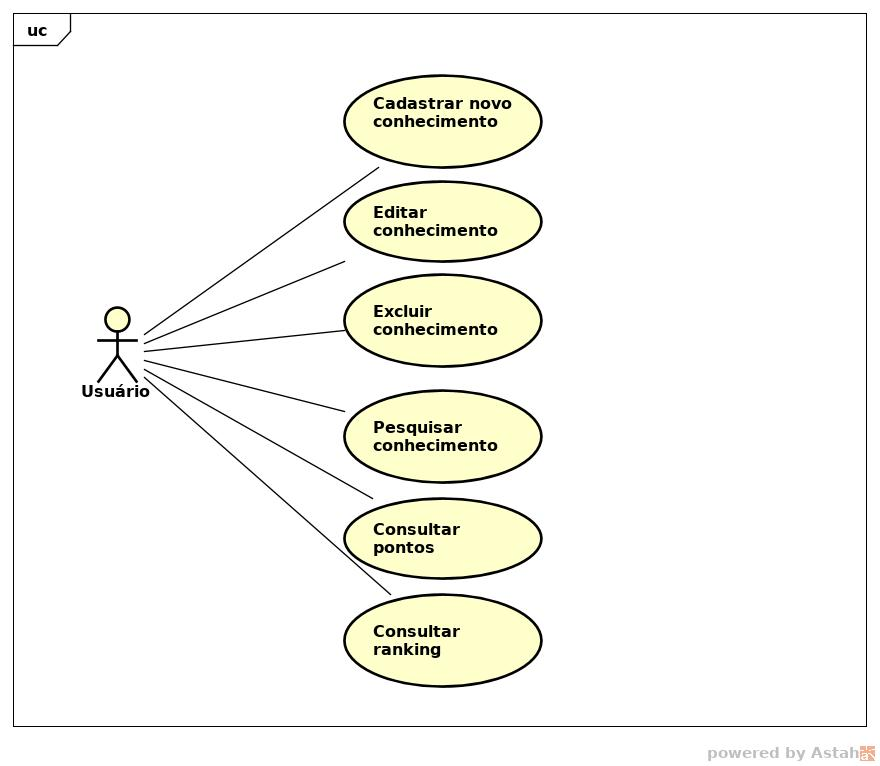 uc
Cadastrar novo
conhecimento
Editar
conhecimento
Excluir
conhecimento
Usuário
Pesquisar
conhecimento
Consultar
pontos
Consultar
ranking
powered by Astah